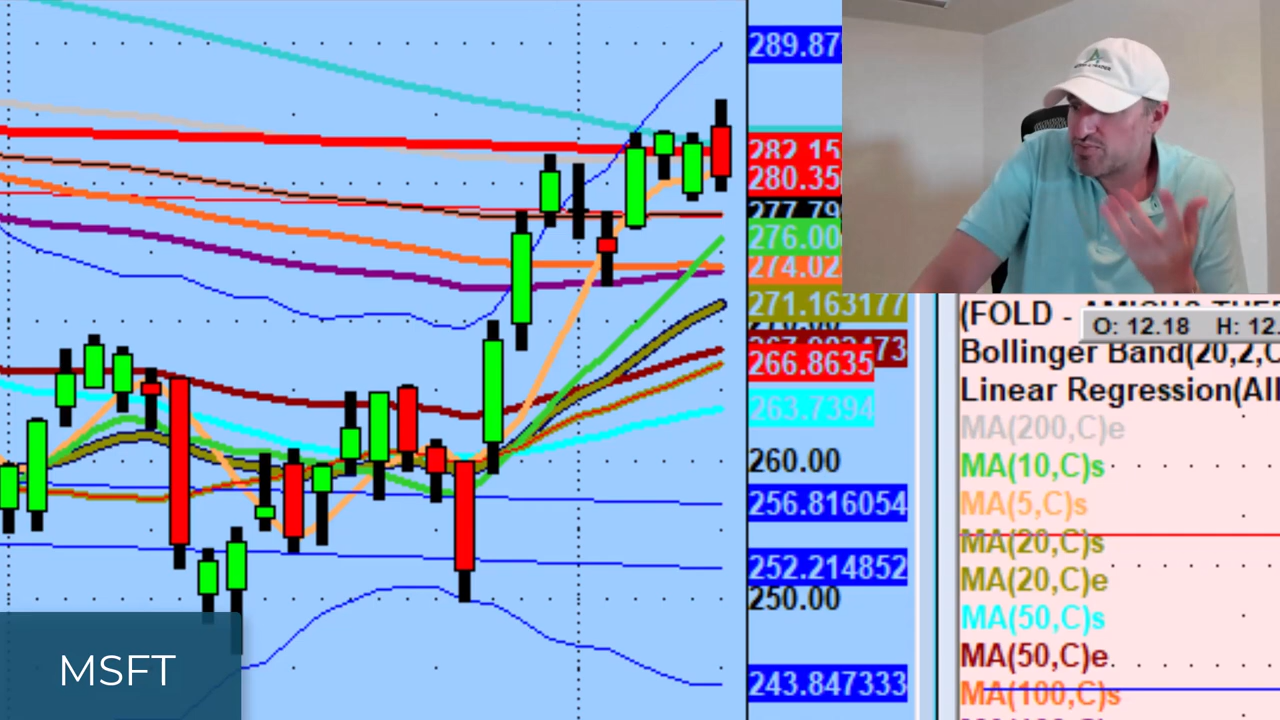 289.87
282.15
280.35
277.79
276.00
274.02
271.163177
266.8635
263.7394
260.00
256.816054
252.214852
250.00
243.847333
(FOLD -
O: 12.18 H: 12
Bollinger Band(20,2,C
Linear Regression(All
MA(200,C)e
MA(10,C)s
MA(5,C)s
MA(20,C)s
MA(20,C)e
MA(50,C)s
MA(50,C)e
MA(100,C)s
MSFT